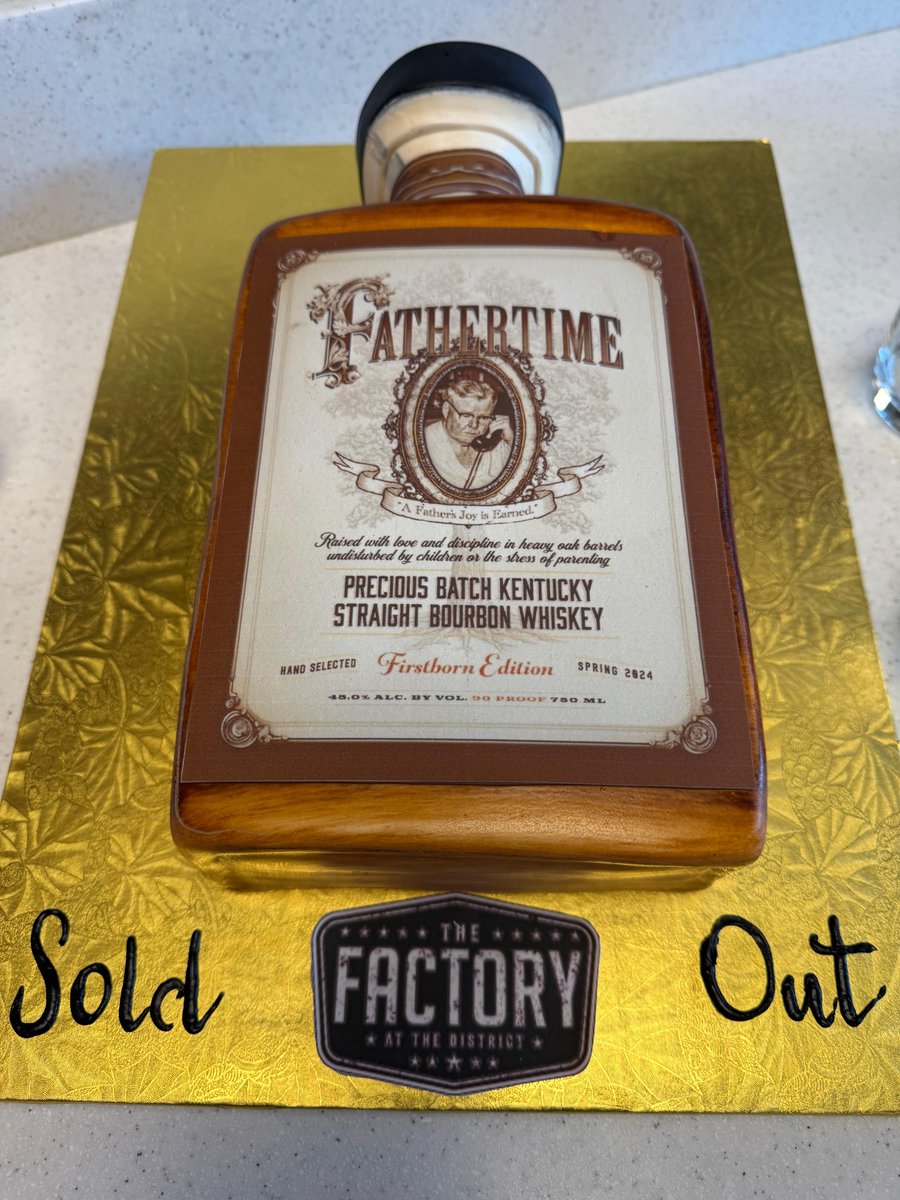 FATHERTIME
"A Father's Joy is Earned."
Raised with love and discipline in heavy oak barrels
undisturbed by children or the stress of parenting
PRECIOUS BATCH KENTUCKY
STRAIGHT BOURBON WHISKEY
HAND SELECTED Firstborn Edition SPRING 2024
45.0% ALC. BY VOL. 90 PROOF 750 ML
Sold Out
THE
FACTORY
AT THE DISTRICT